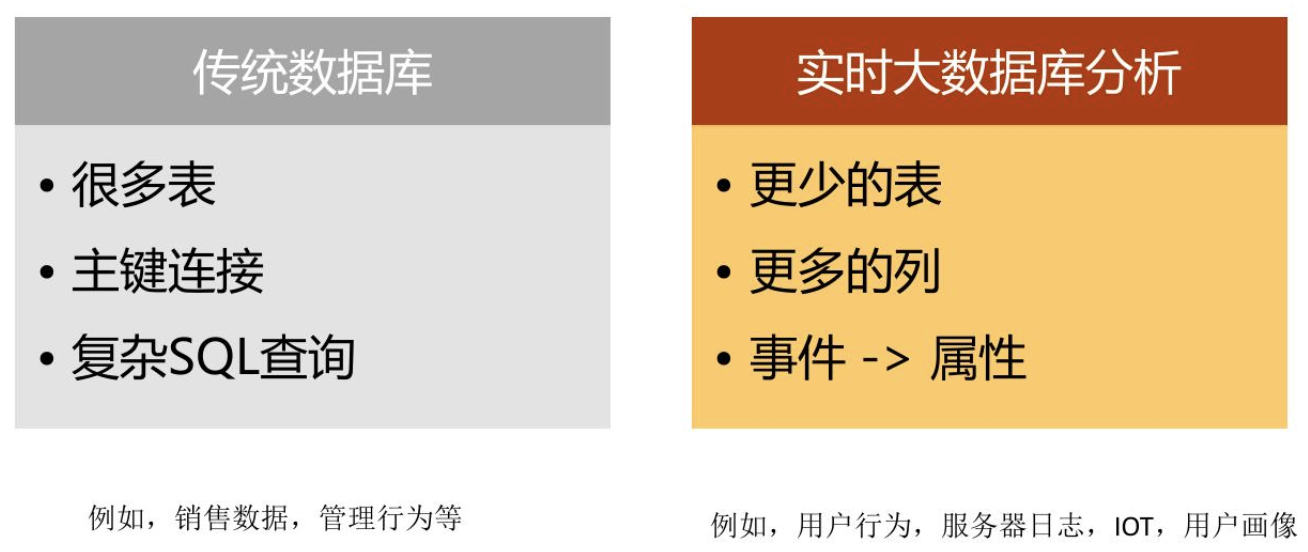 传统数据库
• 很多表
• 主键连接
• 复杂SQL查询
例如，销售数据，管理行为等
实时大数据库分析
• 更少的表
• 更多的列
• 事件 -> 属性
例如，用户行为，服务器日志，IOT，用户画像